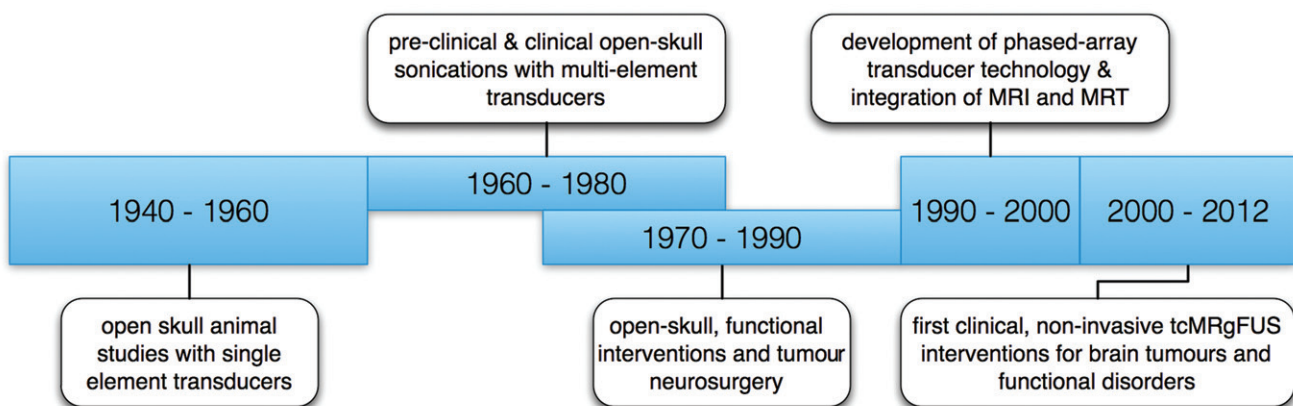 pre-clinical & clinical open-skull
sonications with multi-element
transducers
development of phased-array
transducer technology &
integration of MRI and MRT
1940 - 1960
1960 - 1980
1970 - 1990
1990 - 2000
2000 - 2012
open skull animal
studies with single
element transducers
open-skull, functional
interventions and tumour
neurosurgery
first clinical, non-invasive tcMRgFUS
interventions for brain tumours and
functional disorders